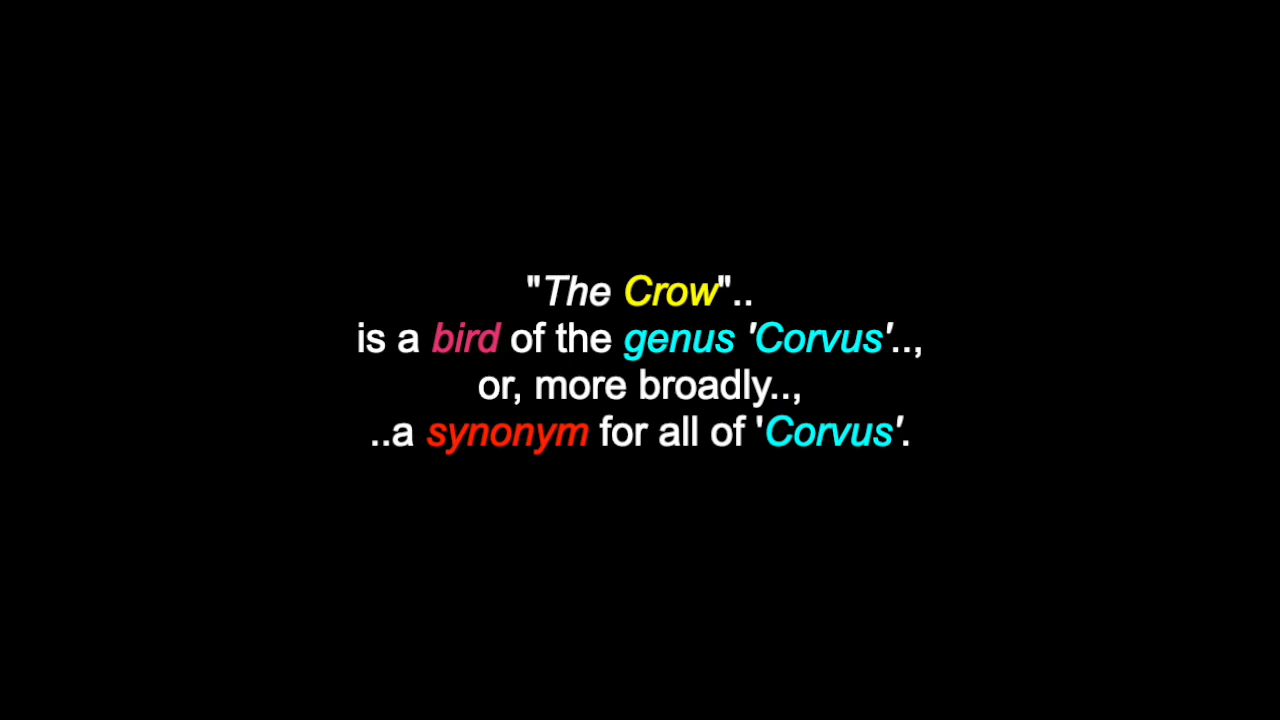 "The Crow"..
is a bird of the genus 'Corvus'..,
or, more broadly..,
..a synonym for all of 'Corvus'.